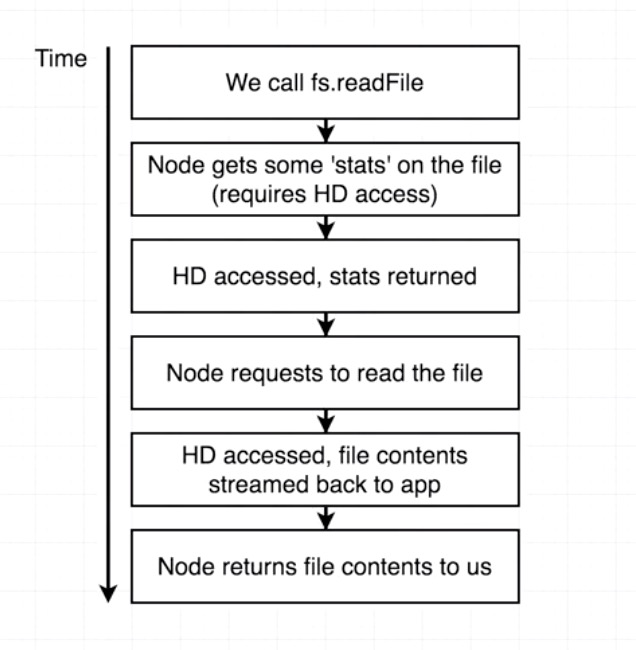 Time
We call fs.readFile
Node gets some 'stats' on the file
(requires HD access)
HD accessed, stats returned
Node requests to read the file
HD accessed, file contents
streamed back to app
Node returns file contents to us